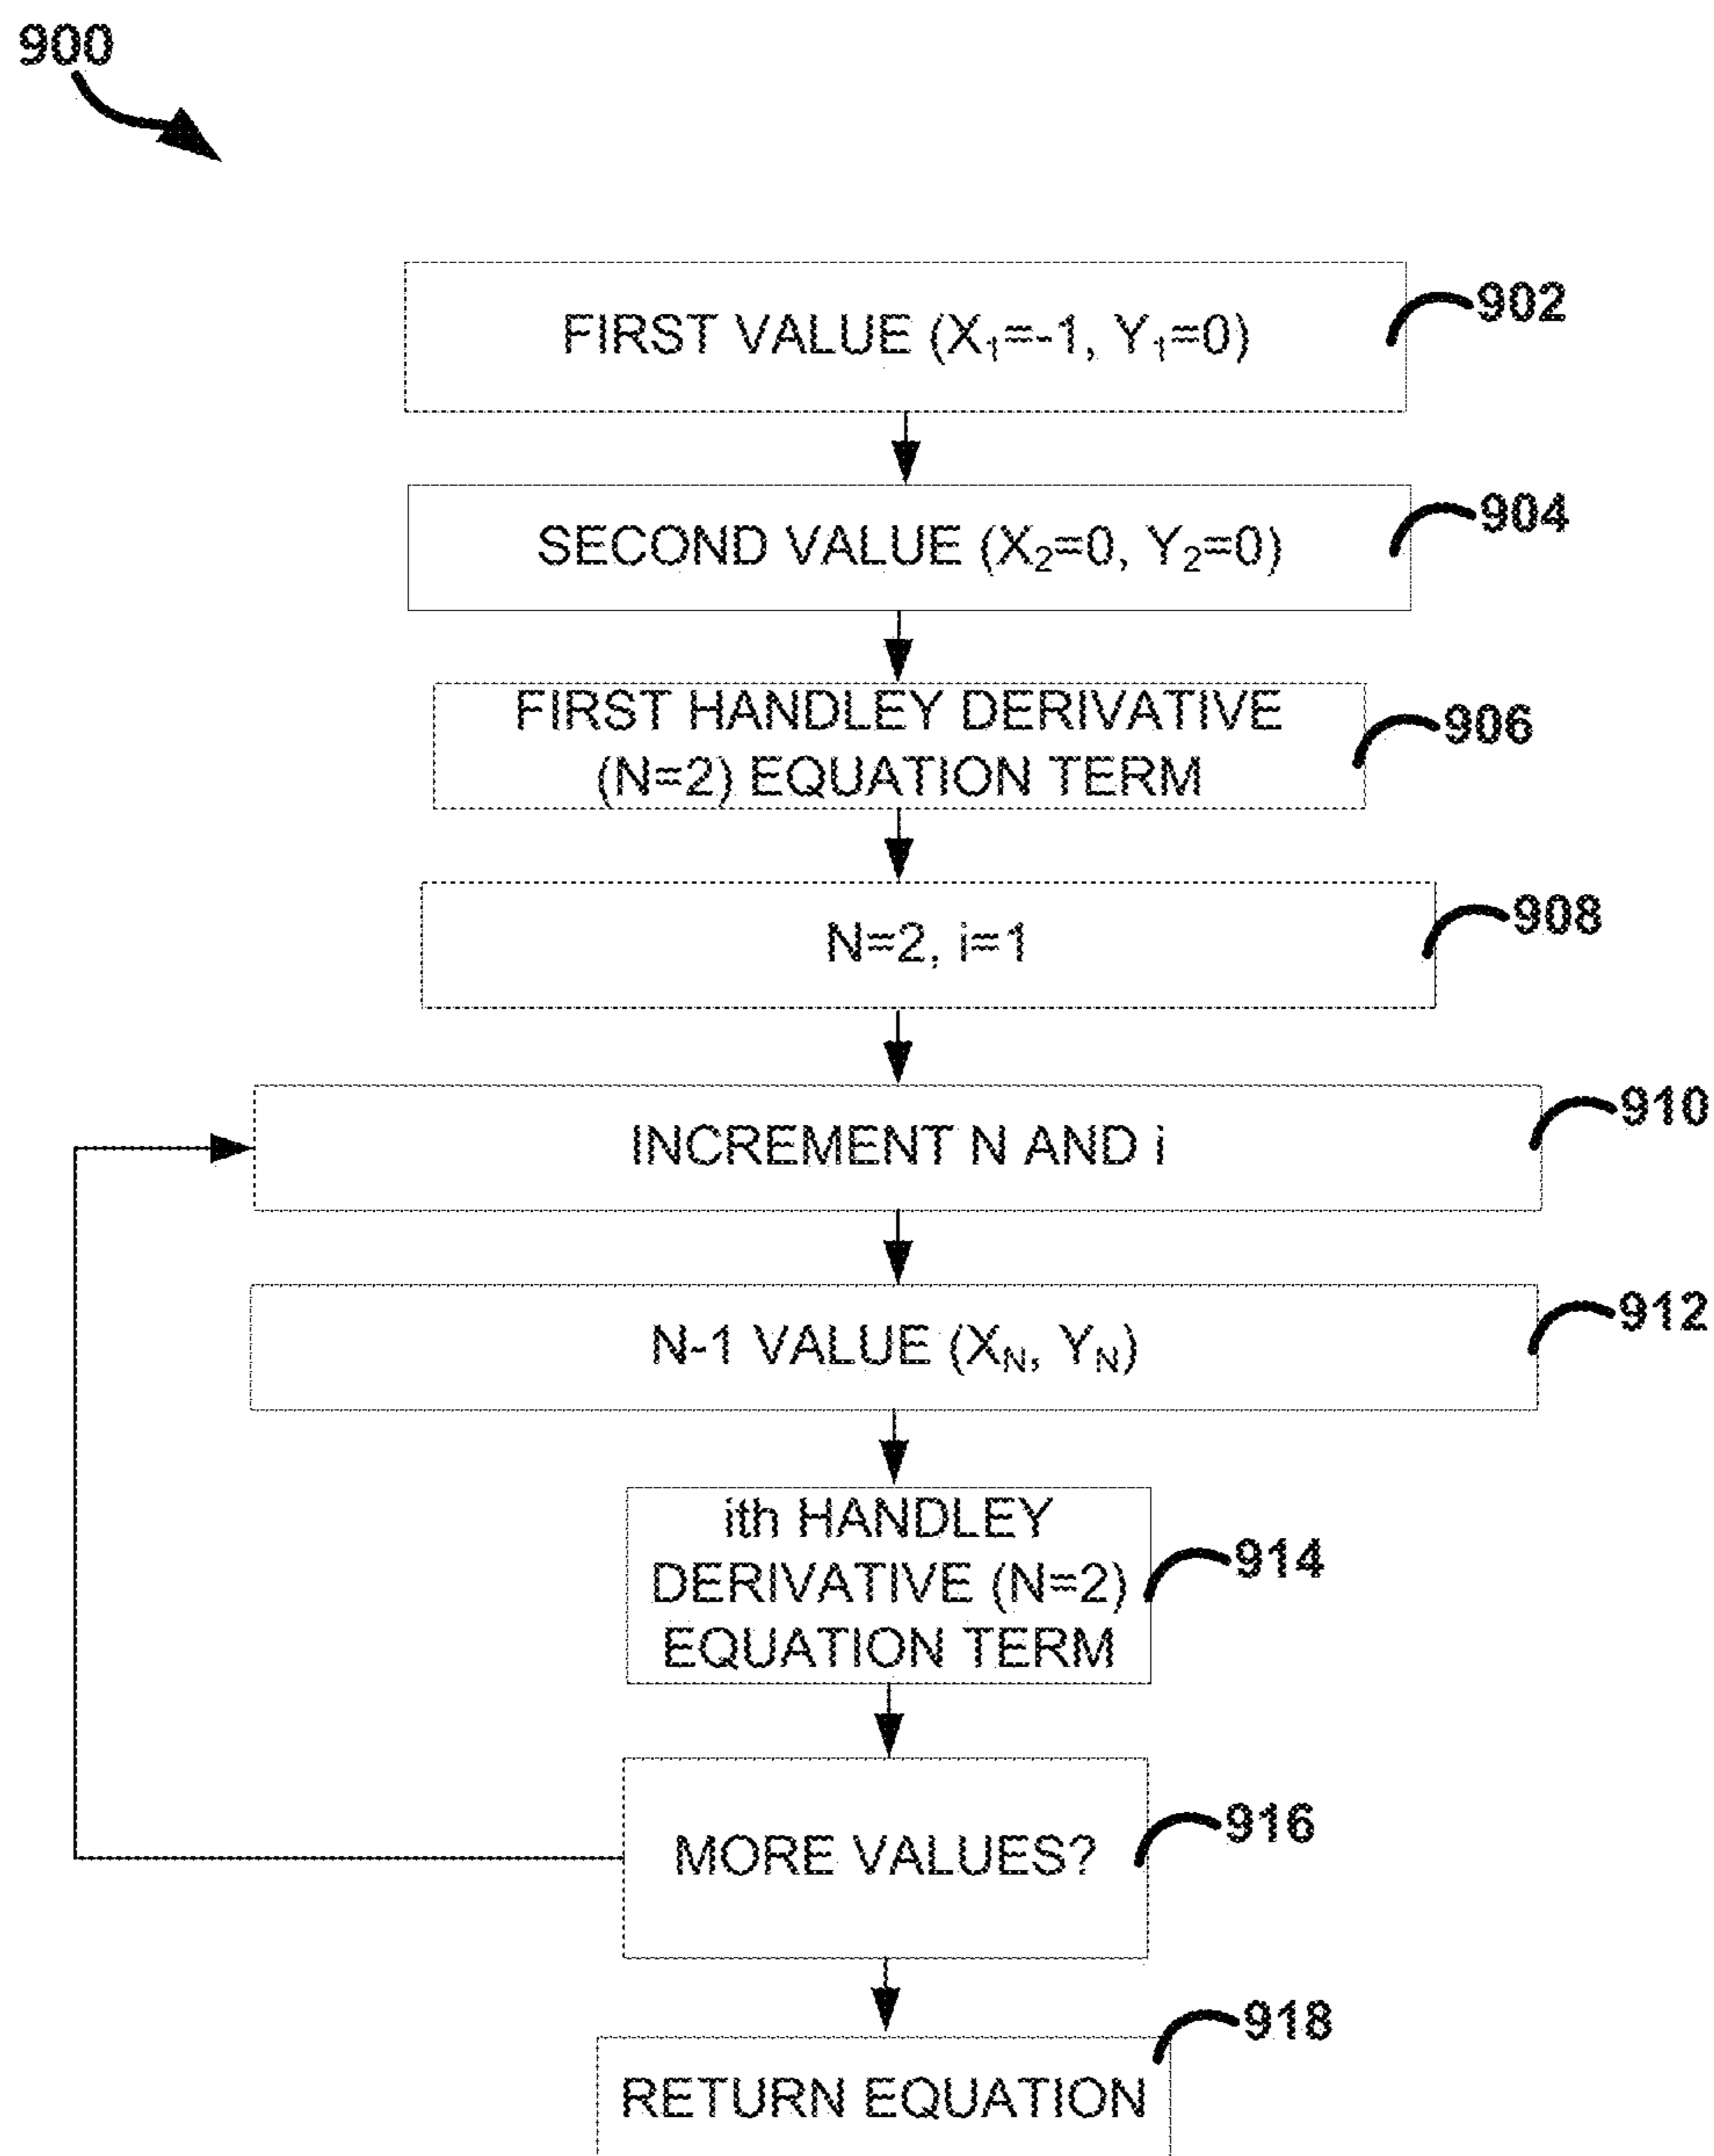 900
FIRST VALUE (X₁=-1, Y₁=0)
902
SECOND VALUE (X₂=0, Y₂=0)
904
FIRST HANDLEY DERIVATIVE
(N=2) EQUATION TERM
906
N=2, i=1
908
INCREMENT N AND i
910
N-1 VALUE (X_N, Y_N)
912
ith HANDLEY
DERIVATIVE (N=2)
EQUATION TERM
914
MORE VALUES?
916
RETURN EQUATION
918